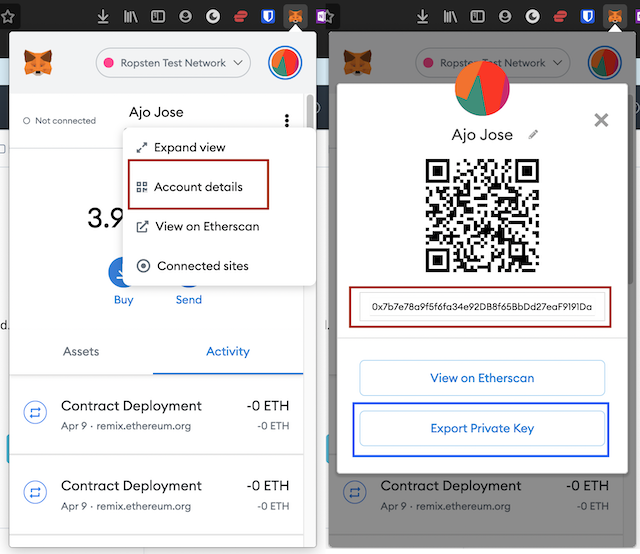 Ropsten Test Network
Not connected
Ajo Jose
Expand view
Account details
View on Etherscan
Connected sites
3.9
Buy
Send
Assets
Activity
Contract Deployment
-0 ETH
Apr 9 · remix.ethereum.org
-0 ETH
Contract Deployment
-0 ETH
Apr 9 · remix.ethereum.org
-0 ETH
Ropsten Test Network
Ajo Jose
0x7b7e78a9f5f6fa34e92DB8f65BbDd27eaF9191Da
View on Etherscan
Export Private Key
Contract Deployment
-0 ETH
Apr 9 · remix.ethereum.org
-0 ETH